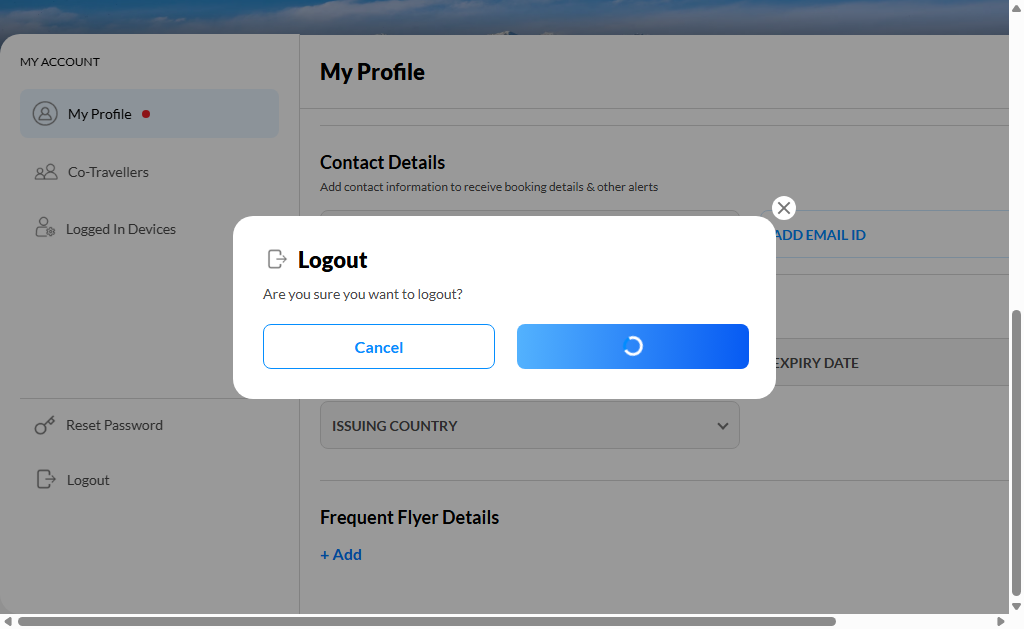 MY ACCOUNT
My Profile
Co-Travellers
Logged In Devices
Reset Password
Logout
My Profile
Contact Details
Add contact information to receive booking details & other alerts
ADD EMAIL ID
Logout
Are you sure you want to logout?
Cancel
EXPIRY DATE
ISSUING COUNTRY
Frequent Flyer Details
+ Add